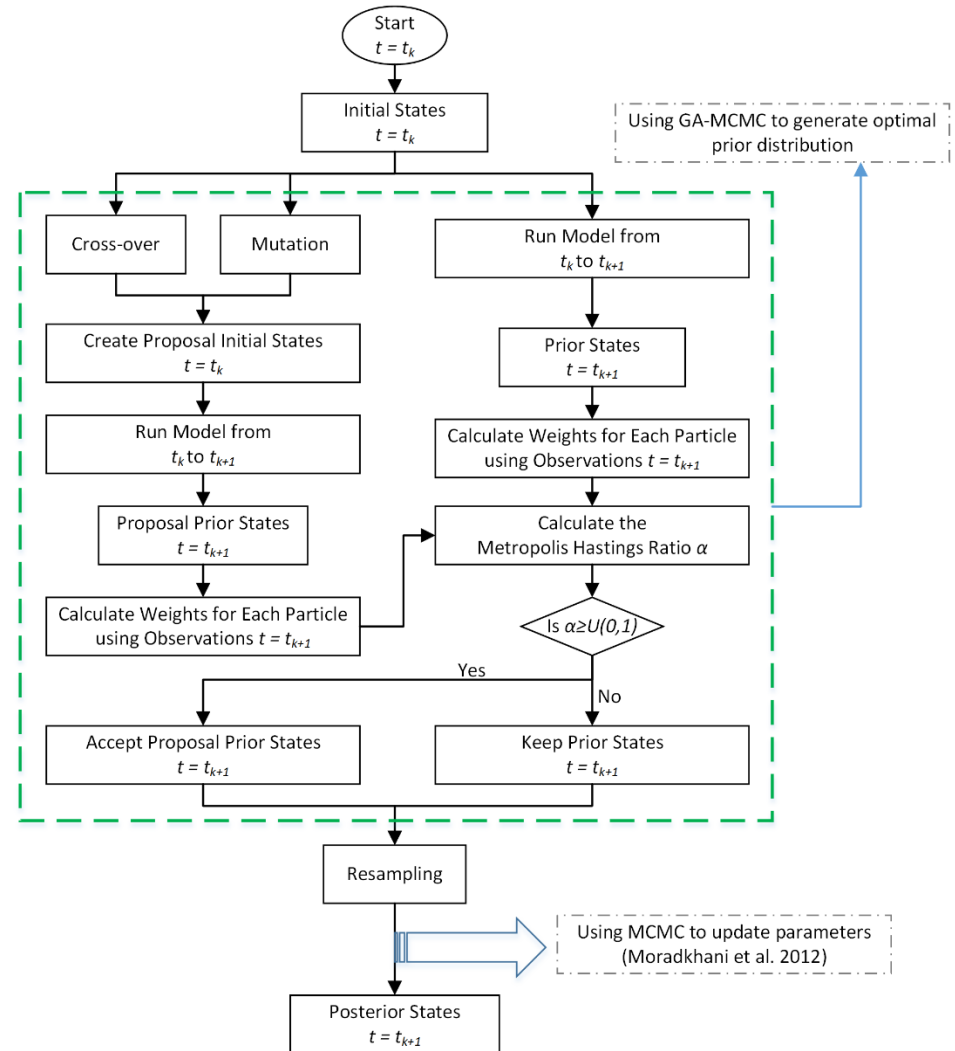 Start
t = tₖ
Initial States
t = tₖ
Using GA-MCMC to generate optimal
prior distribution
Cross-over
Mutation
Run Model from
tₖ to tₖ₊₁
Create Proposal Initial States
t = tₖ
Prior States
t = tₖ₊₁
Run Model from
tₖ to tₖ₊₁
Calculate Weights for Each Particle
using Observations t = tₖ₊₁
Proposal Prior States
t = tₖ₊₁
Calculate the
Metropolis Hastings Ratio α
Calculate Weights for Each Particle
using Observations t = tₖ₊₁
Is α≥U(0,1)
Yes
No
Accept Proposal Prior States
t = tₖ₊₁
Keep Prior States
t = tₖ₊₁
Resampling
Using MCMC to update parameters
(Moradkhani et al. 2012)
Posterior States
t = tₖ₊₁